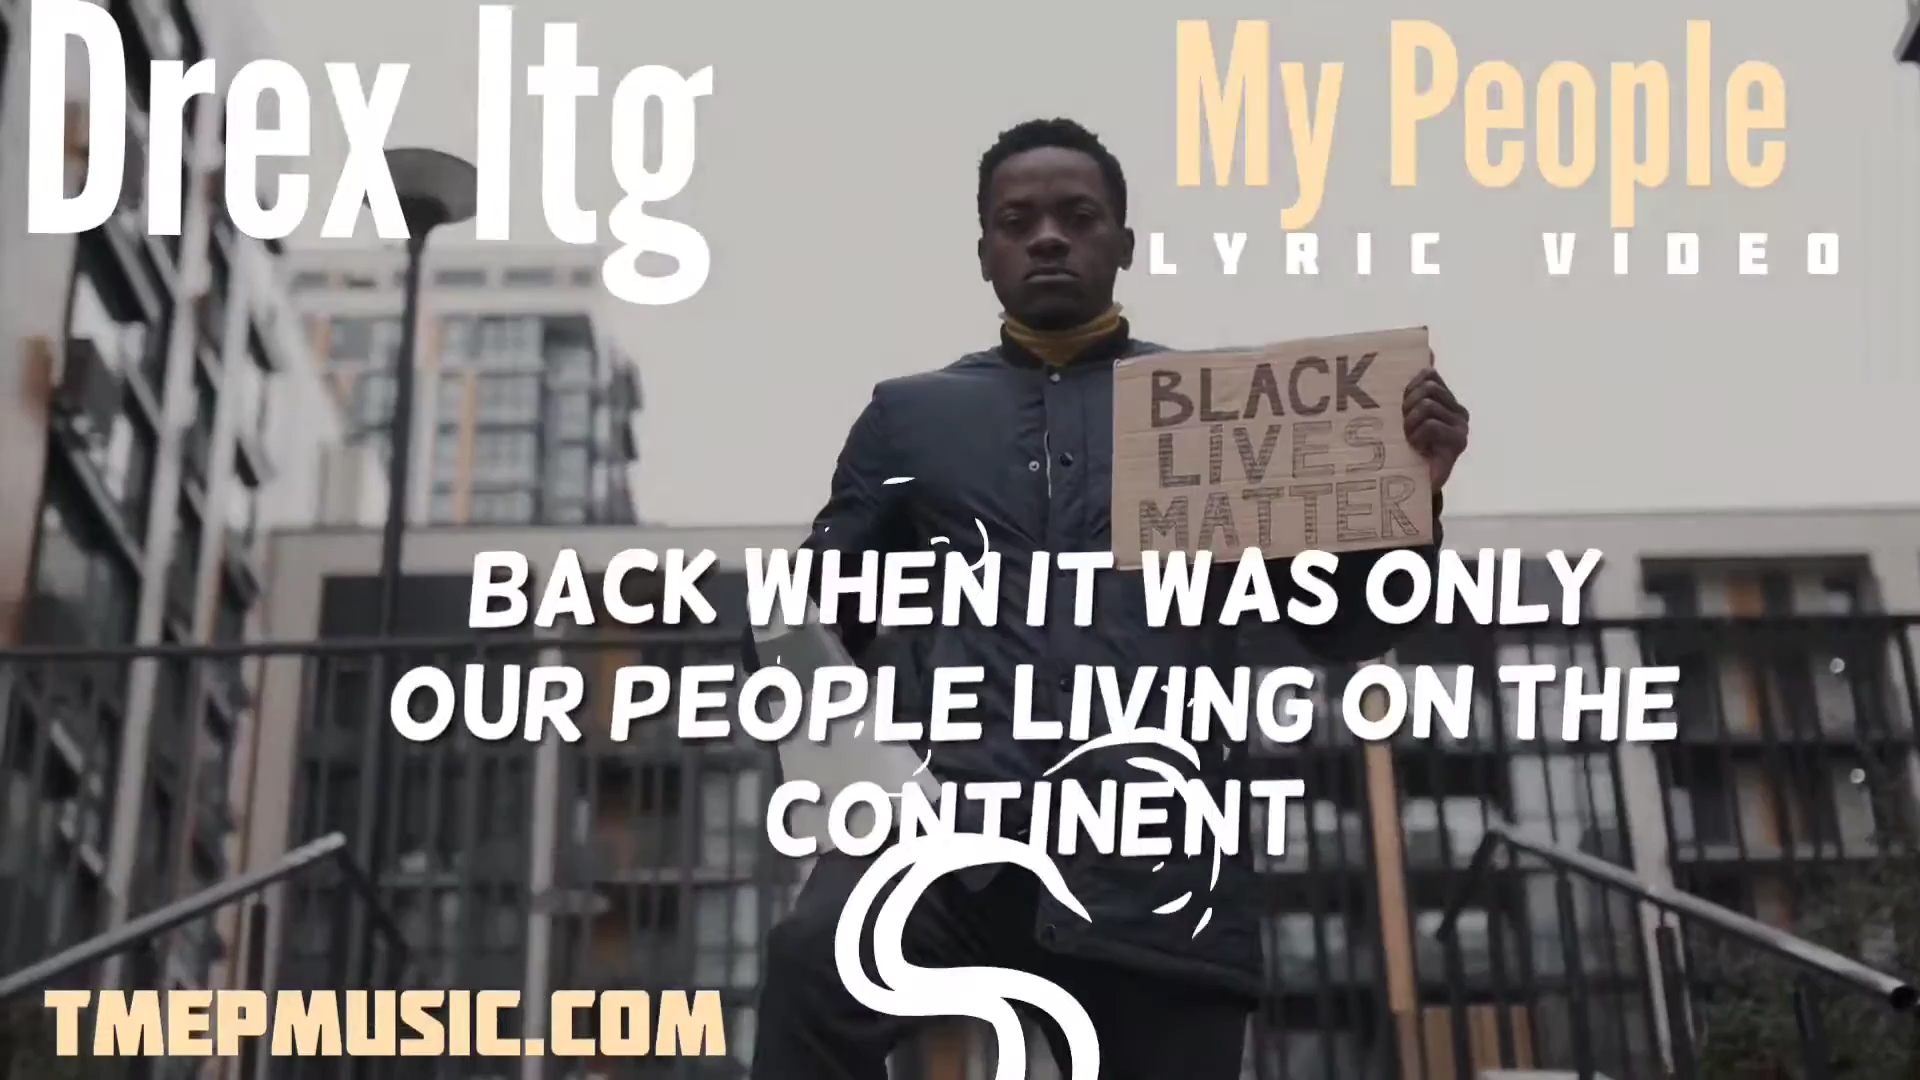 Drex Itg
My People
LYRIC VIDEO
BLACK
LIVES
MATTER
BACK WHEN IT WAS ONLY
OUR PEOPLE LIVING ON THE
CONTINENT
TMEPMUSIC.COM